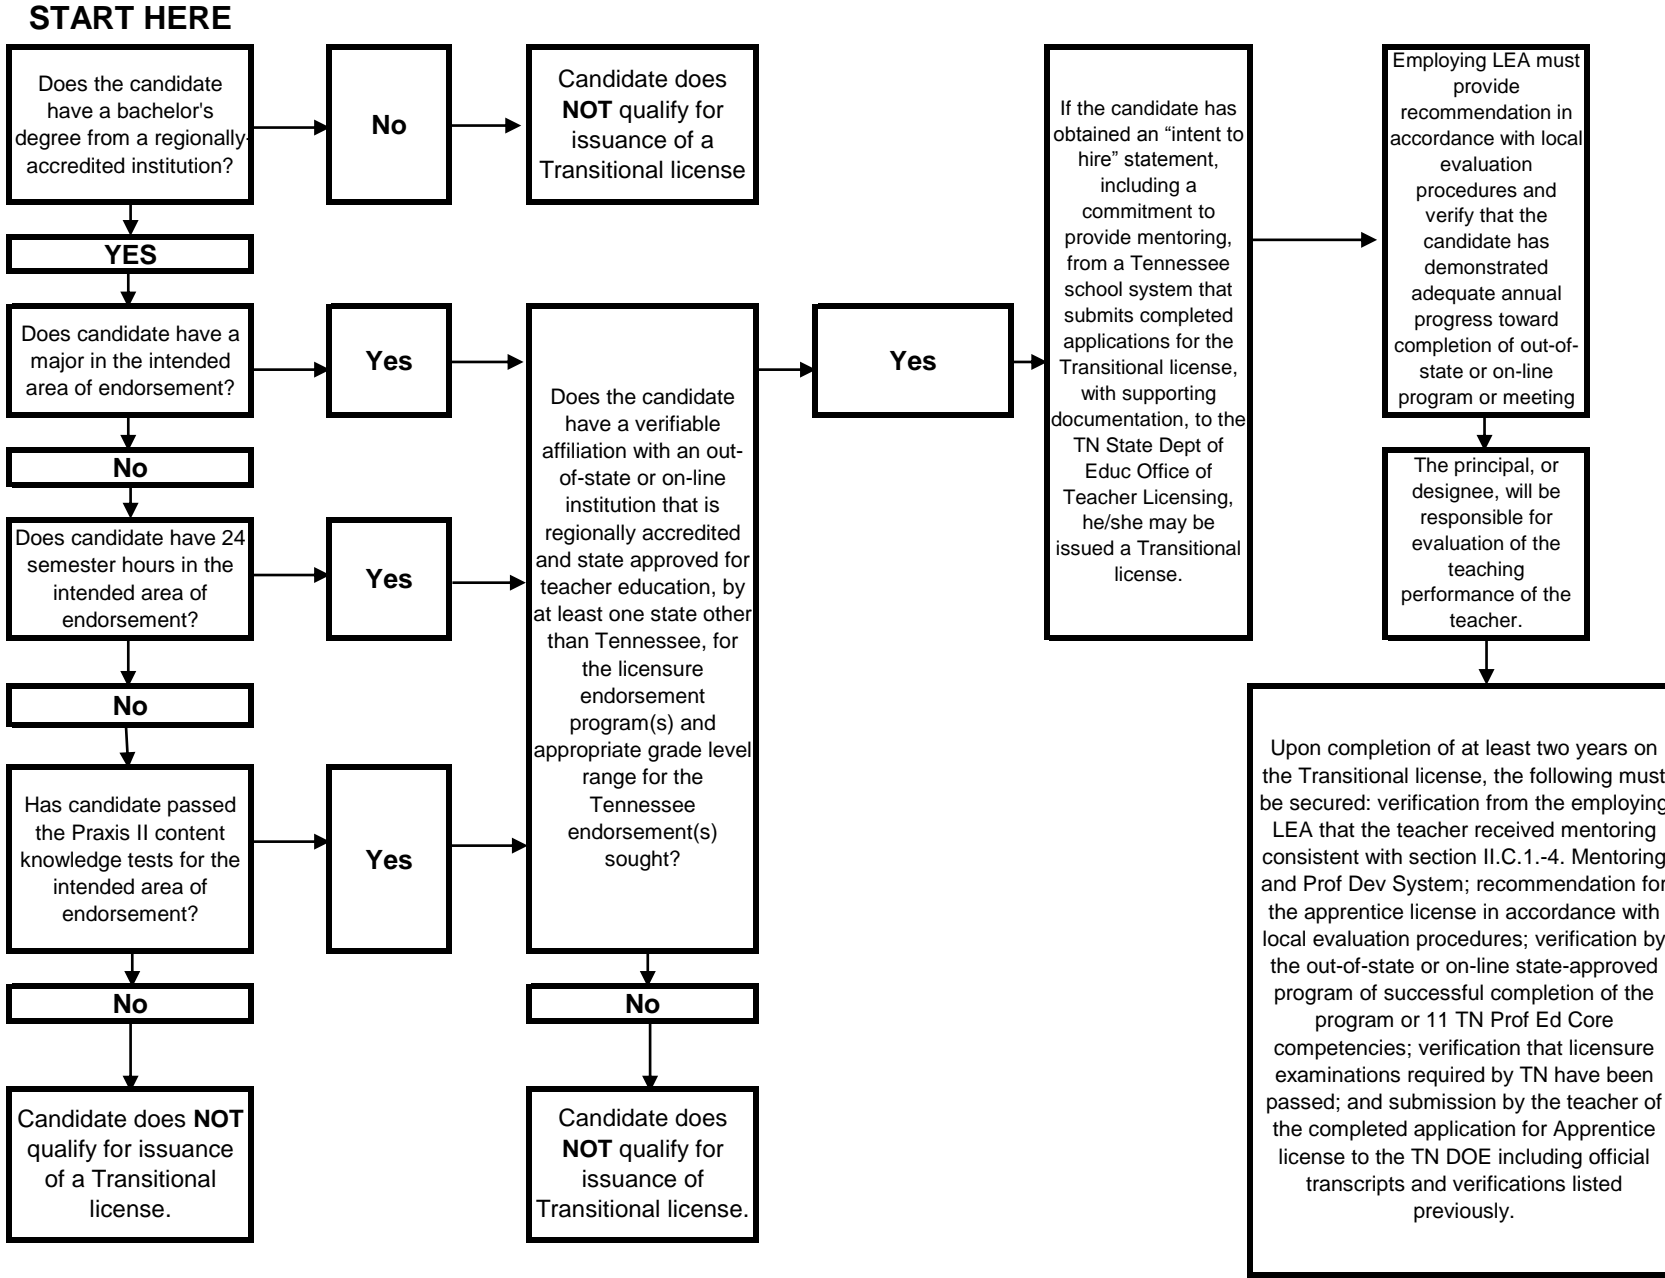 START HERE
Does the candidate
have a bachelor's
degree from a regionally-
accredited institution?
No
Candidate does
NOT qualify for
issuance of a
Transitional license
YES
Does candidate have a
major in the intended
area of endorsement?
Yes
No
Does candidate have 24
semester hours in the
intended area of
endorsement?
Yes
No
Has candidate passed
the Praxis II content
knowledge tests for the
intended area of
endorsement?
Yes
No
Candidate does NOT
qualify for issuance
of a Transitional
license.
Does the candidate
have a verifiable
affiliation with an out-
of-state or on-line
institution that is
regionally accredited
and state approved for
teacher education, by
at least one state other
than Tennessee, for
the licensure
endorsement
program(s) and
appropriate grade level
range for the
Tennessee
endorsement(s)
sought?
No
Candidate does
NOT qualify for
issuance of
Transitional license.
Yes
If the candidate has
obtained an “intent to
hire” statement,
including a
commitment to
provide mentoring,
from a Tennessee
school system that
submits completed
applications for the
Transitional license,
with supporting
documentation, to the
TN State Dept of
Educ Office of
Teacher Licensing,
he/she may be
issued a Transitional
license.
Employing LEA must
provide
recommendation in
accordance with local
evaluation
procedures and
verify that the
candidate has
demonstrated
adequate annual
progress toward
completion of out-of-
state or on-line
program or meeting
The principal, or
designee, will be
responsible for
evaluation of the
teaching
performance of the
teacher.
Upon completion of at least two years on
the Transitional license, the following must
be secured: verification from the employing
LEA that the teacher received mentoring
consistent with section II.C.1.-4. Mentoring
and Prof Dev System; recommendation for
the apprentice license in accordance with
local evaluation procedures; verification by
the out-of-state or on-line state-approved
program of successful completion of the
program or 11 TN Prof Ed Core
competencies; verification that licensure
examinations required by TN have been
passed; and submission by the teacher of
the completed application for Apprentice
license to the TN DOE including official
transcripts and verifications listed
previously.